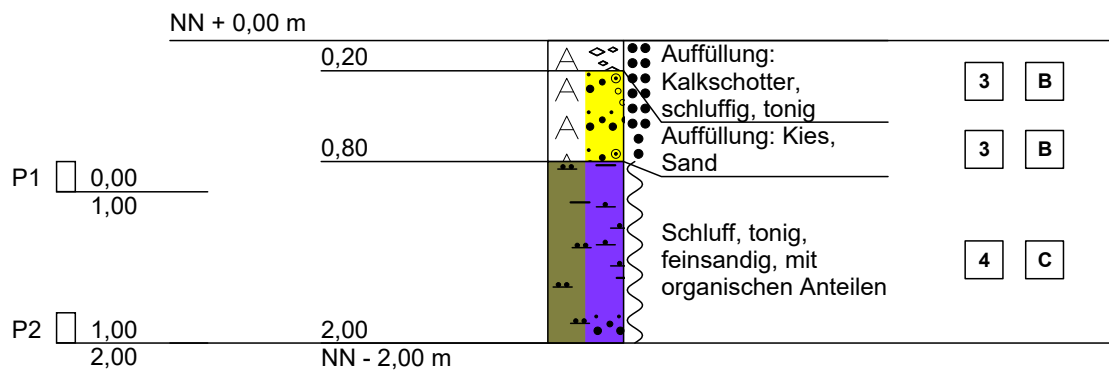 NN + 0,00 m
0,20
Auffüllung:
Kalkschotter,
schluffig, tonig
3 B
0,80
Auffüllung: Kies,
Sand
3 B
P1 0,00
1,00
Schluff, tonig,
feinsandig, mit
organischen Anteilen
4 C
P2 1,00
2,00
2,00
NN - 2,00 m
A
A
A
A